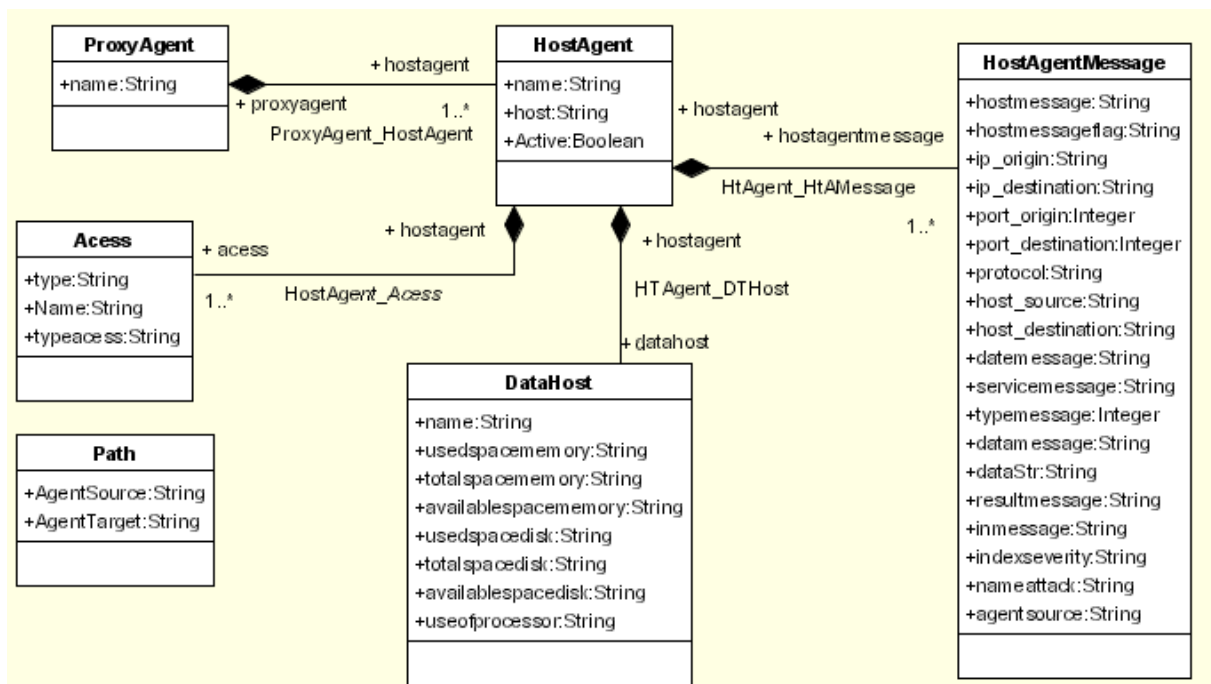 ProxyAgent
+name:String
+ hostagent
+ proxyagent
1..*
ProxyAgent_HostAgent
HostAgent
+name:String
+host:String
+Active:Boolean
+ hostagent
+ hostagentmessage
HtAgent_HtAMessage
1..*
HostAgentMessage
+hostmessage:String
+hostmessageflag:String
+ip_origin:String
+ip_destination:String
+port_origin:Integer
+port_destination:Integer
+protocol:String
+host_source:String
+host_destination:String
+datemessage:String
+servicemessage:String
+typemessage:Integer
+datamessage:String
+dataStr:String
+resultmessage:String
+inmessage:String
+indexseverity:String
+nameattack:String
+agentsource:String
Acess
+type:String
+Name:String
+typeacess:String
+ acess
1..*
+ hostagent
HostAgent_Acess
+ hostagent
HTAgent_DTHost
+ datahost
Path
+AgentSource:String
+AgentTarget:String
DataHost
+name:String
+usedspacememory:String
+totalspacememory:String
+availablespacememory:String
+usedspacedisk:String
+totalspacedisk:String
+availablespacedisk:String
+useofprocessor:String